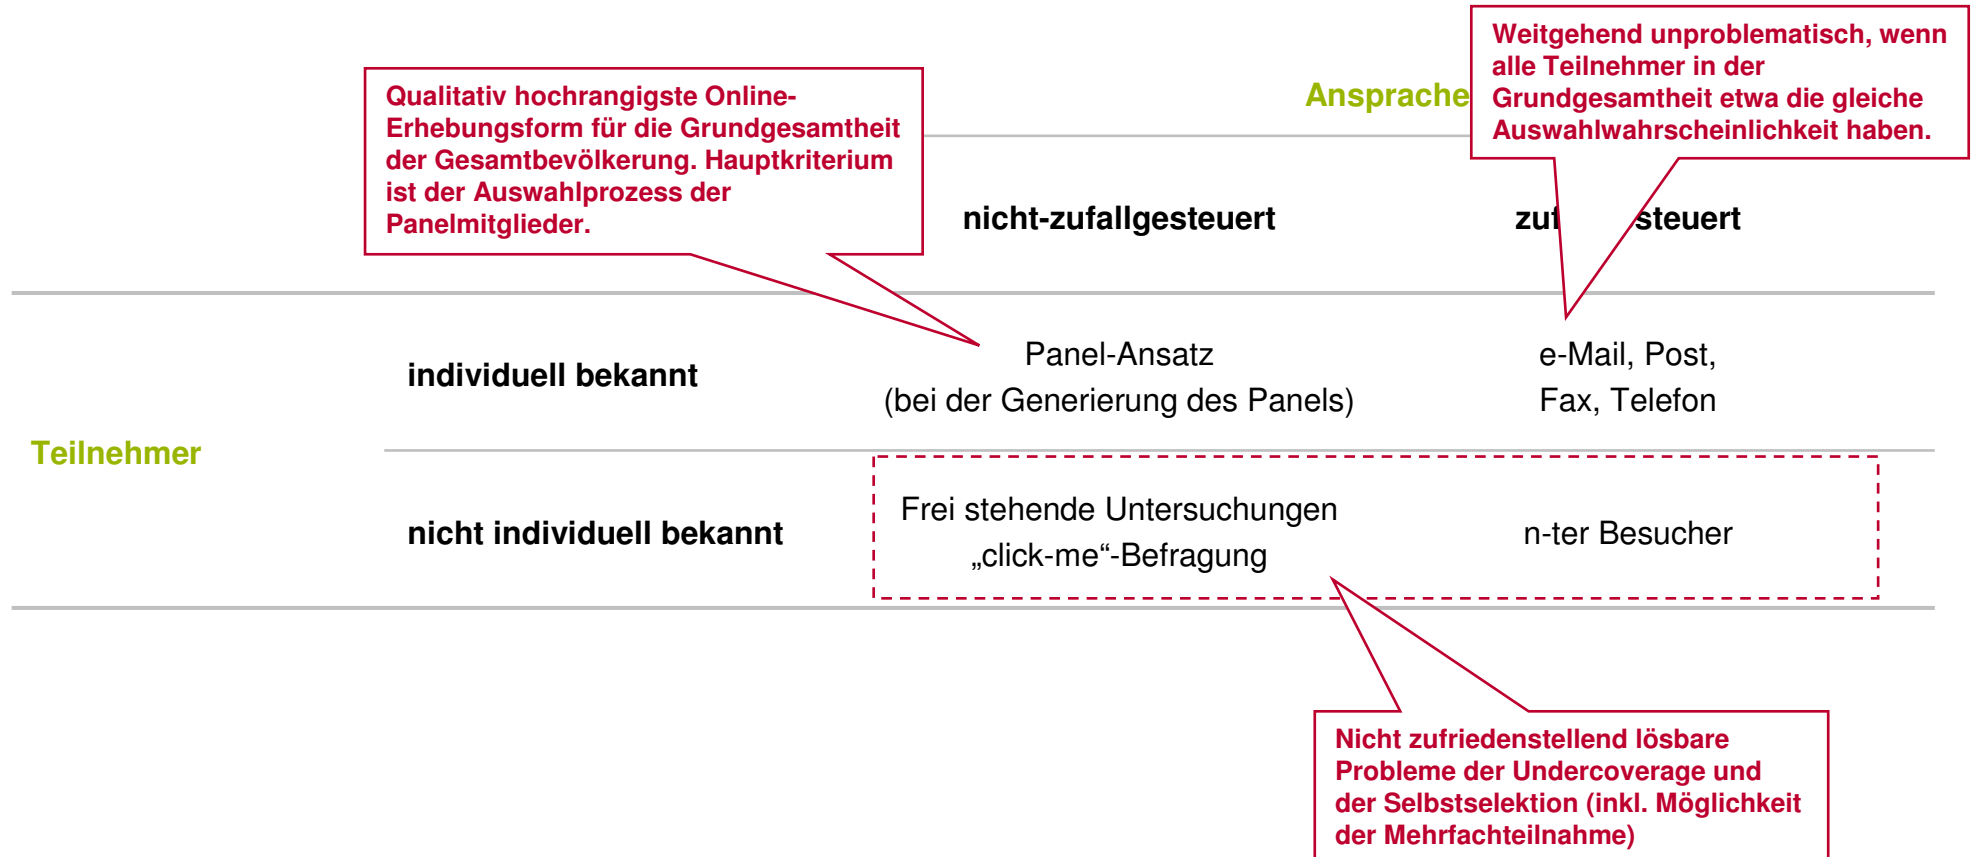 Weitgehend unproblematisch, wenn
alle Teilnehmer in der
Grundgesamtheit etwa die gleiche
Auswahlwahrscheinlichkeit haben.
Qualitativ hochrangigste Online-
Erhebungsform für die Grundgesamtheit
der Gesamtbevölkerung. Hauptkriterium
ist der Auswahlprozess der
Panelmitglieder.
Ansprache
nicht-zufallgesteuert
zuf steuert
individuell bekannt
Panel-Ansatz
(bei der Generierung des Panels)
e-Mail, Post,
Fax, Telefon
Teilnehmer
nicht individuell bekannt
Frei stehende Untersuchungen
„click-me“-Befragung
n-ter Besucher
Nicht zufriedenstellend lösbare
Probleme der Undercoverage und
der Selbstselektion (inkl. Möglichkeit
der Mehrfachteilnahme)